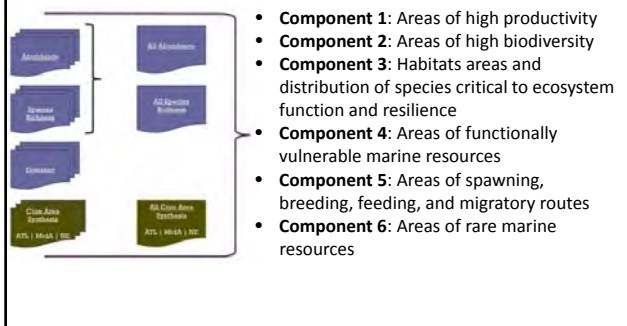 Abundance
All Abundance
Species
Richness
All Species
Richness
Diversity
Core Area
Synthesis
ATL | MidA | NE
All Core Area
Synthesis
ATL | MidA | NE
• Component 1: Areas of high productivity
• Component 2: Areas of high biodiversity
• Component 3: Habitats areas and
distribution of species critical to ecosystem
function and resilience
• Component 4: Areas of functionally
vulnerable marine resources
• Component 5: Areas of spawning,
breeding, feeding, and migratory routes
• Component 6: Areas of rare marine
resources